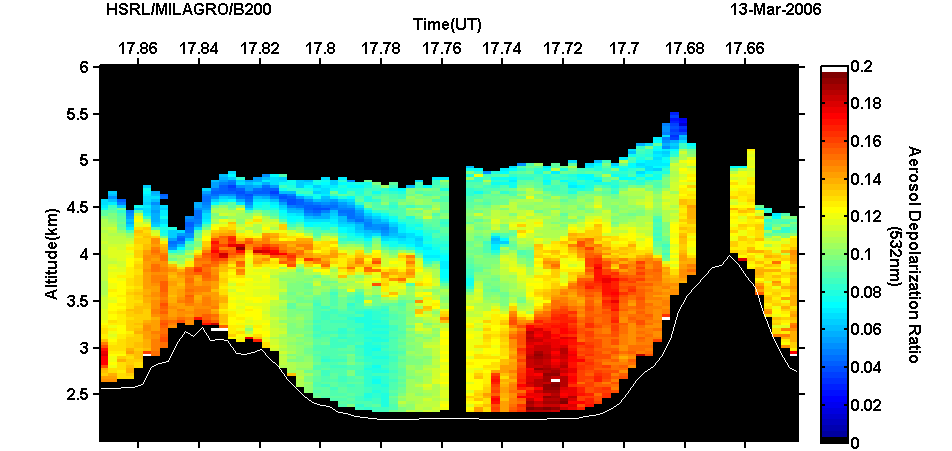 HSRL/MILAGRO/B200
13-Mar-2006
Time(UT)
17.86 17.84 17.82 17.8 17.78 17.76 17.74 17.72 17.7 17.68 17.66
6
5.5
5
4.5
4
3.5
3
2.5
Altitude(km)
0.2
0.18
0.16
0.14
0.12
0.1
0.08
0.06
0.04
0.02
0
Aerosol Depolarization Ratio
(532nm)